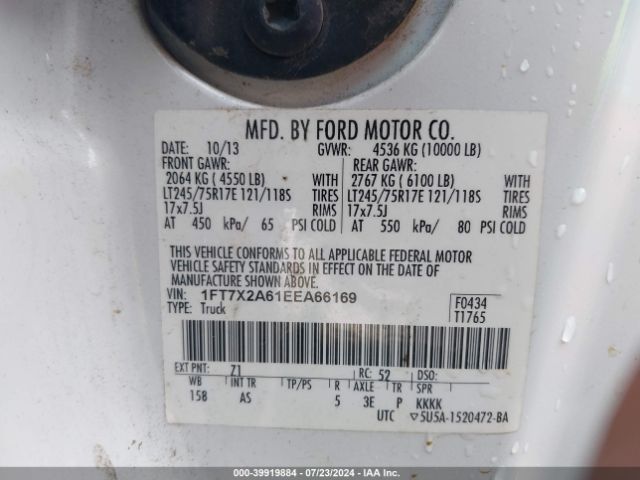 MFD. BY FORD MOTOR CO.
DATE: 10/13 GVWR: 4536 KG (10000 LB)
FRONT GAWR: REAR GAWR:
2064 KG ( 4550 LB) WITH 2767 KG ( 6100 LB) WITH
LT245/75R17E 121/118S TIRES LT245/75R17E 121/118S TIRES
17x7.5J RIMS 17x7.5J RIMS
AT 450 kPa/ 65 PSI COLD AT 550 kPa/ 80 PSI COLD
THIS VEHICLE CONFORMS TO ALL APPLICABLE FEDERAL MOTOR
VEHICLE SAFETY STANDARDS IN EFFECT ON THE DATE OF
MANUFACTURE SHOWN ABOVE.
VIN: 1FT7X2A61EEA66169 F0434
TYPE: Truck T1765
EXT PNT: Z1 RC: 52 DSO:
WB INT TR TP/PS R AXLE TR SPR
158 AS 5 3E P KKKK
UTC ▽5U5A-1520472-BA
000-39919884 - 07/23/2024 - IAA Inc.